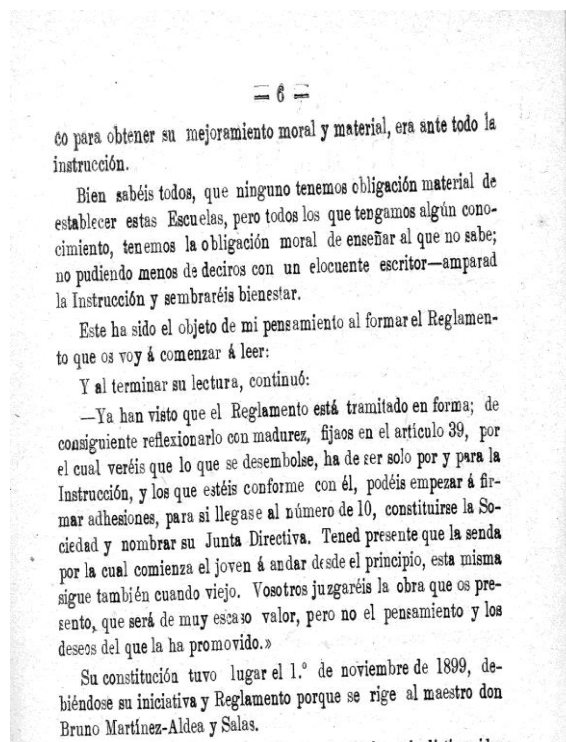 = 6 =
co para obtener su mejoramiento moral y material, era ante todo la
instrucción.
Bien sabéis todos, que ninguno tenemos obligación material de
establecer estas Escuelas, pero todos los que tengamos algún cono-
cimiento, tenemos la obligación moral de enseñar al que no sabe;
no pudiendo menos de deciros con un elocuente escritor—amparad
la Instrucción y sembraréis bienestar.
Este ha sido el objeto de mi pensamiento al formar el Reglamen-
to que os voy á comenzar á leer:
Y al terminar su lectura, continuó:
—Ya han visto que el Reglamento está tramitado en forma; de
consiguiente reflexionarlo con madurez, fijaos en el artículo 39, por
el cual veréis que lo que se desembolse, ha de ser solo por y para la
Instrucción, y los que estéis conforme con él, podéis empezar á fir-
mar adhesiones, para si llegase al número de 10, constituirse la So-
ciedad y nombrar su Junta Directiva. Tened presente que la senda
por la cual comienza el joven á andar desde el principio, esta misma
sigue también cuando viejo. Vosotros juzgaréis la obra que os pre-
sento, que será de muy escaso valor, pero no el pensamiento y los
deseos del que la ha promovido.»
Su constitución tuvo lugar el 1.º de noviembre de 1899, de-
biéndose su iniciativa y Reglamento porque se rige al maestro don
Bruno Martínez-Aldea y Salas.